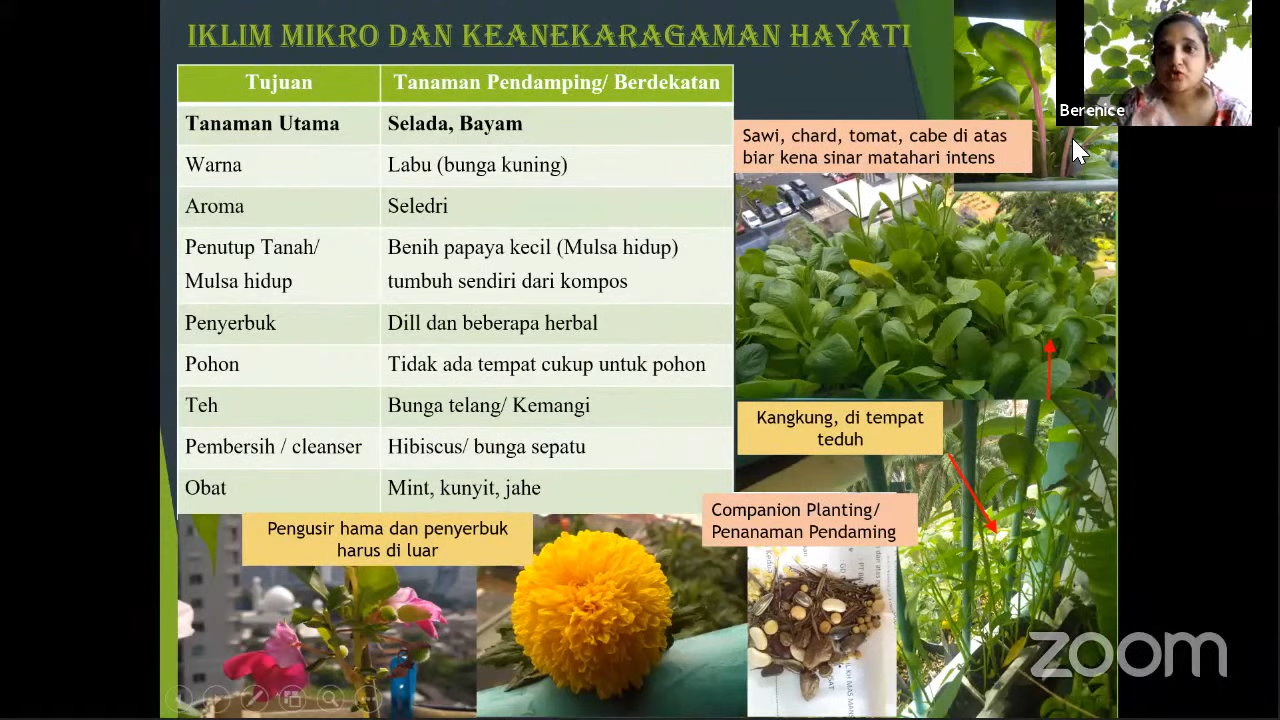 IKLIM MIKRO DAN KEANEKARAGAMAN HAYATI
Tujuan
Tanaman Pendamping/ Berdekatan
Tanaman Utama
Selada, Bayam
Warna
Labu (bunga kuning)
Aroma
Seledri
Penutup Tanah/
Mulsa hidup
Benih papaya kecil (Mulsa hidup)
tumbuh sendiri dari kompos
Penyerbuk
Dill dan beberapa herbal
Pohon
Tidak ada tempat cukup untuk pohon
Teh
Bunga telang/ Kemangi
Pembersih / cleanser
Hibiscus/ bunga sepatu
Obat
Mint, kunyit, jahe
Berenice
Sawi, chard, tomat, cabe di atas
biar kena sinar matahari intens
Kangkung, di tempat
teduh
Companion Planting/
Penanaman Pendaming
Pengusir hama dan penyerbuk
harus di luar
zoom